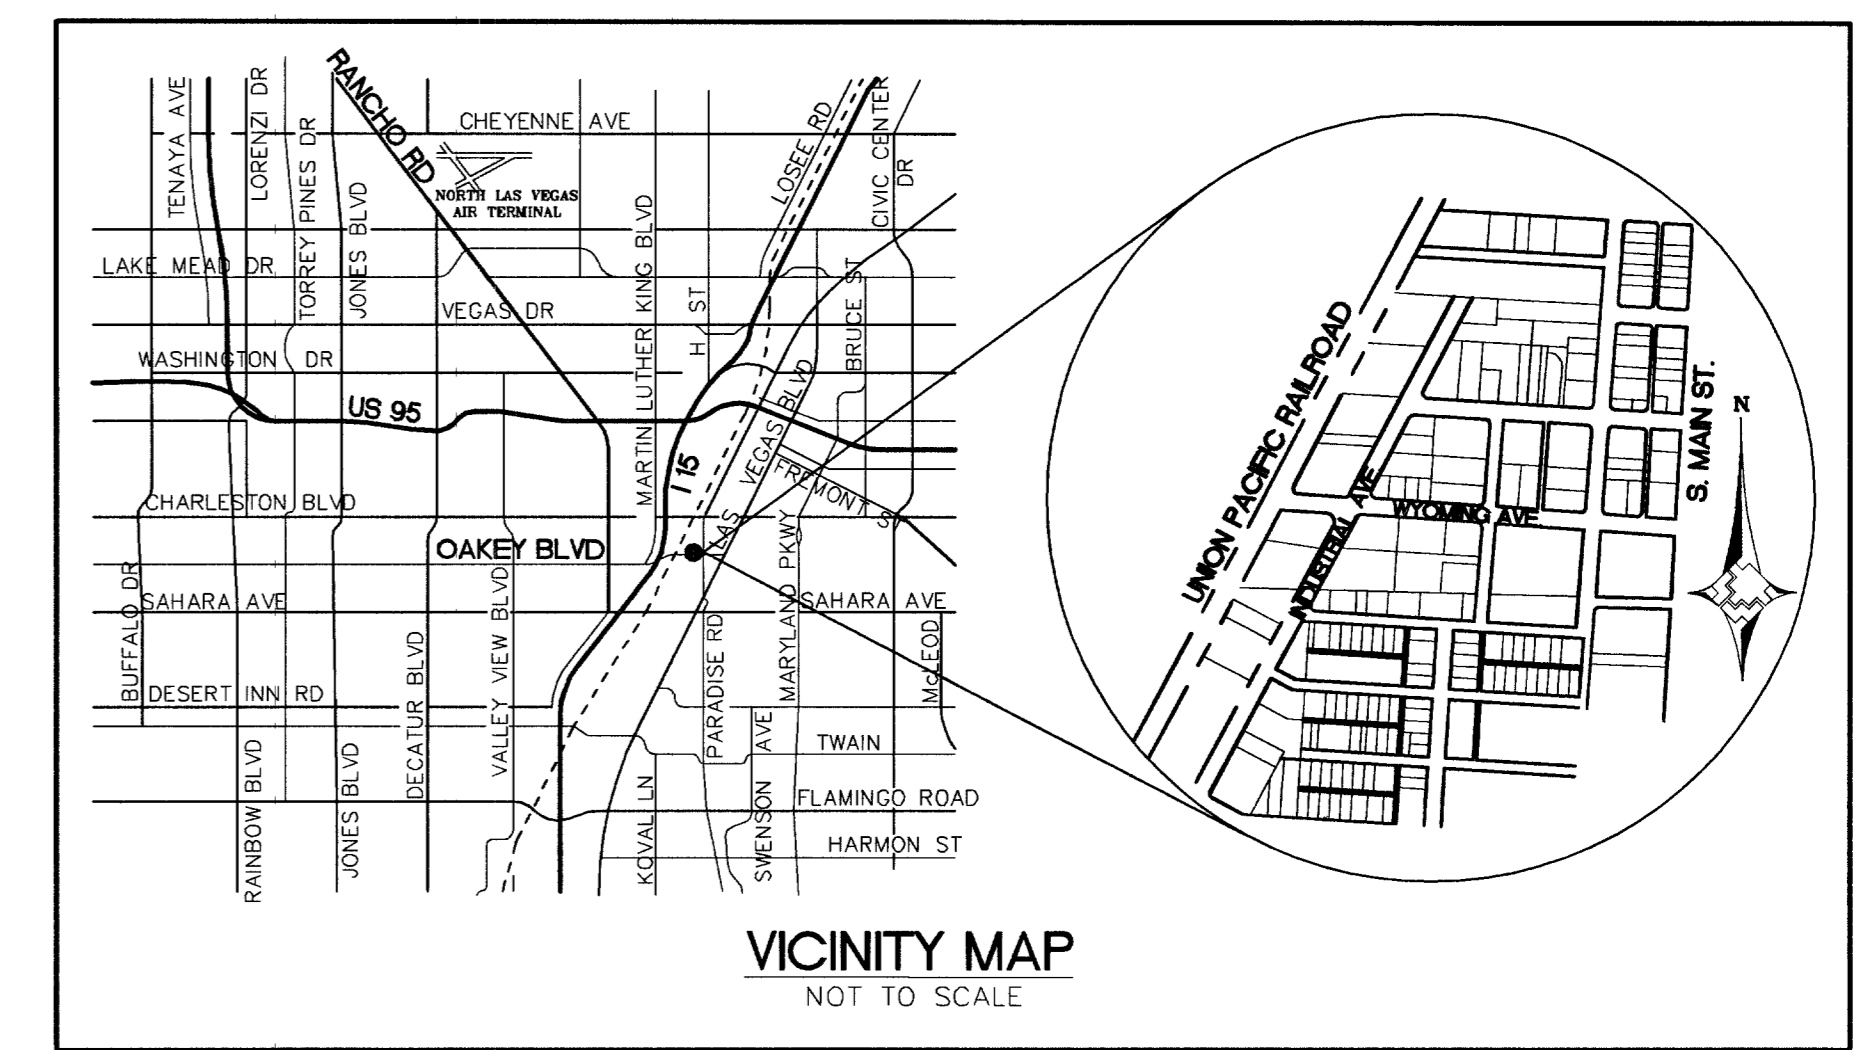 RANCHO RD
TENAYA AVE
LORENZI DR
TORREY PINES DR
JONES BLVD
CHEYENNE AVE
NORTH LAS VEGAS
AIR TERMINAL
MARTIN LUTHER KING BLVD
H ST
LOSEE RD
CIVIC CENTER
DR
LAKE MEAD DR
VEGAS DR
BRUCE ST
WASHINGTON DR
US 95
I 15
LAS VEGAS BLVD
FREMONT ST
CHARLESTON BLVD
OAKEY BLVD
BUFFALO DR
SAHARA AVE
SAHARA AVE
VALLEY VIEW BLVD
DECATUR BLVD
PARADISE RD
MARYLAND PKWY
McLEOD
DESERT INN RD
TWAIN
RAINBOW BLVD
JONES BLVD
KOVAL LN
SWENSON AVE
FLAMINGO ROAD
HARMON ST
UNION PACIFIC RAILROAD
INDUSTRIAL AVE
WYOMING AVE.
S. MAIN ST.
N
VICINITY MAP
NOT TO SCALE